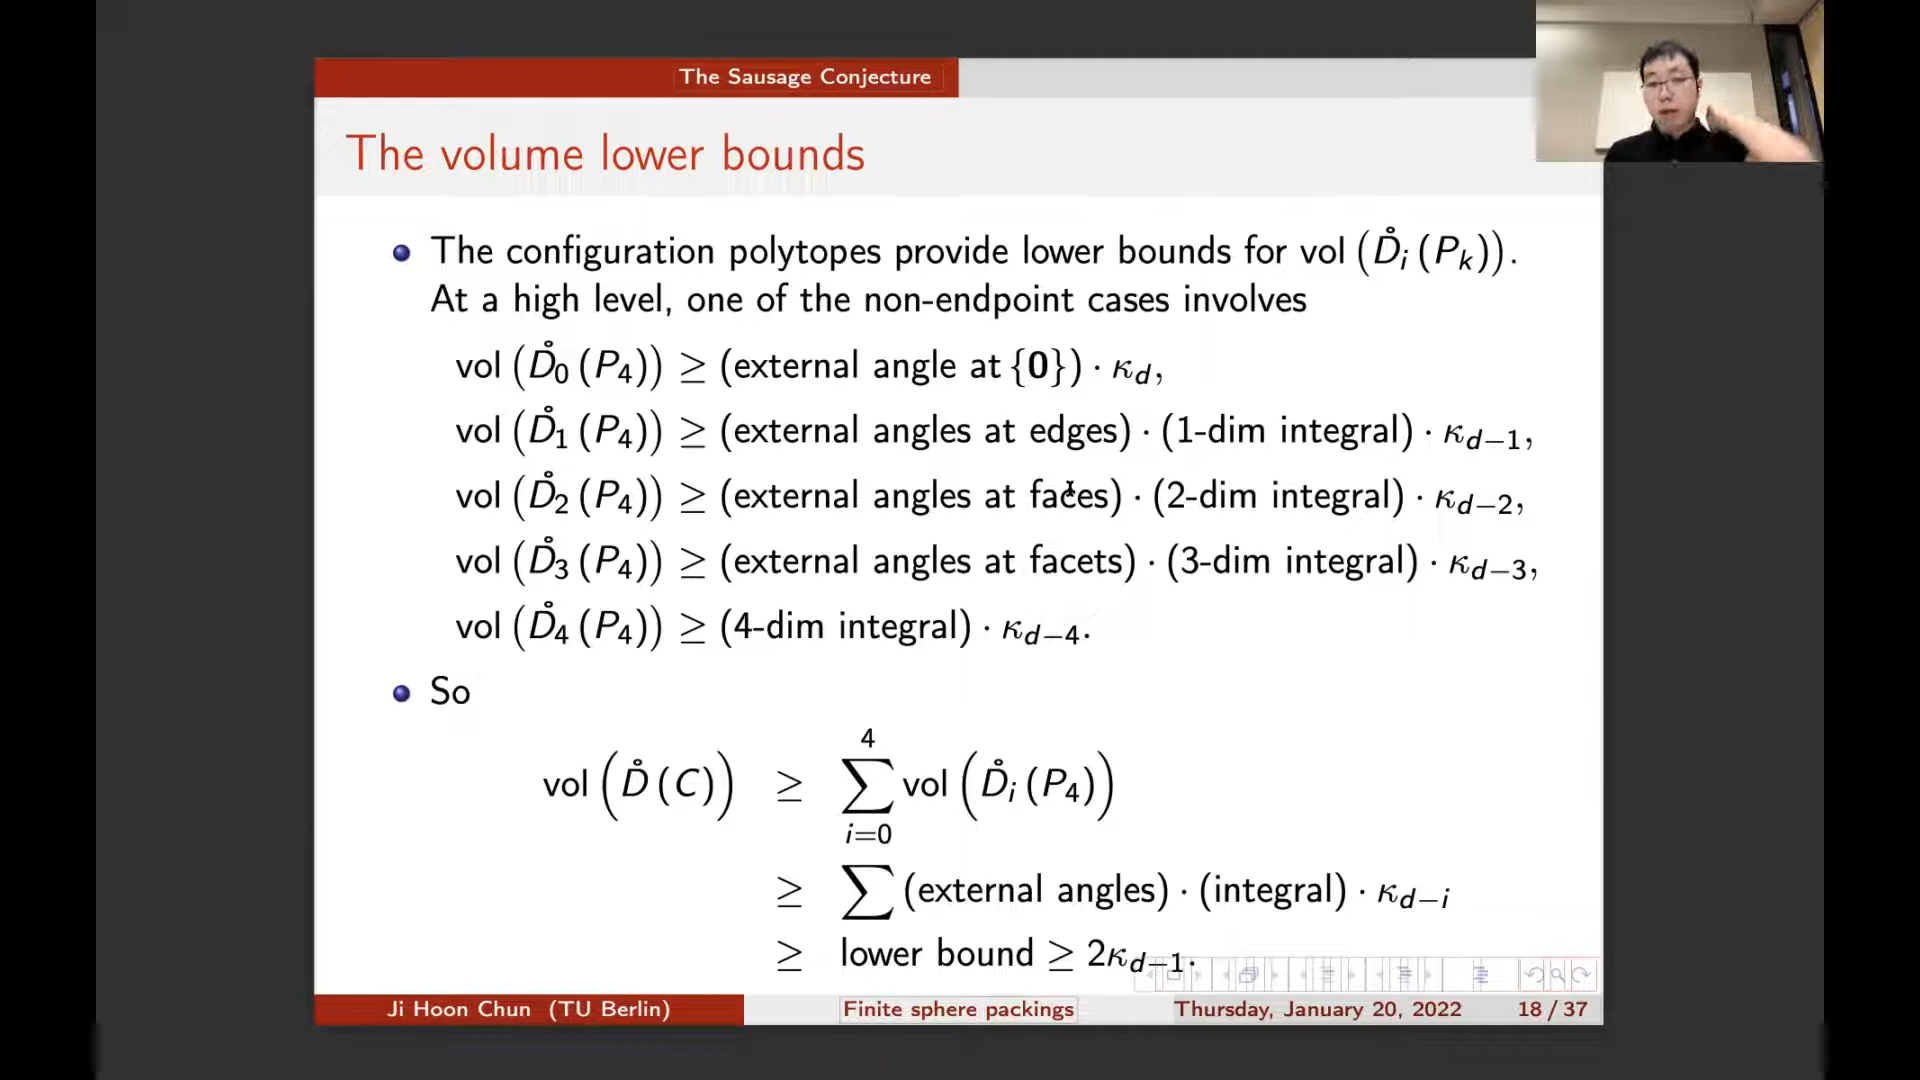 The Sausage Conjecture
The volume lower bounds
The configuration polytopes provide lower bounds for vol (D̊ᵢ (Pₖ)).
At a high level, one of the non-endpoint cases involves
vol (D̊₀ (P₄)) ≥ (external angle at {0}) · κ_d,
vol (D̊₁ (P₄)) ≥ (external angles at edges) · (1-dim integral) · κ_{d−1},
vol (D̊₂ (P₄)) ≥ (external angles at faces) · (2-dim integral) · κ_{d−2},
vol (D̊₃ (P₄)) ≥ (external angles at facets) · (3-dim integral) · κ_{d−3},
vol (D̊₄ (P₄)) ≥ (4-dim integral) · κ_{d−4}.
So
vol (D̊ (C)) ≥ ∑_{i=0}^{4} vol (D̊ᵢ (P₄))
≥ ∑ (external angles) · (integral) · κ_{d−i}
≥ lower bound ≥ 2κ_{d−1}.
Ji Hoon Chun (TU Berlin) Finite sphere packings Thursday, January 20, 2022 18 / 37